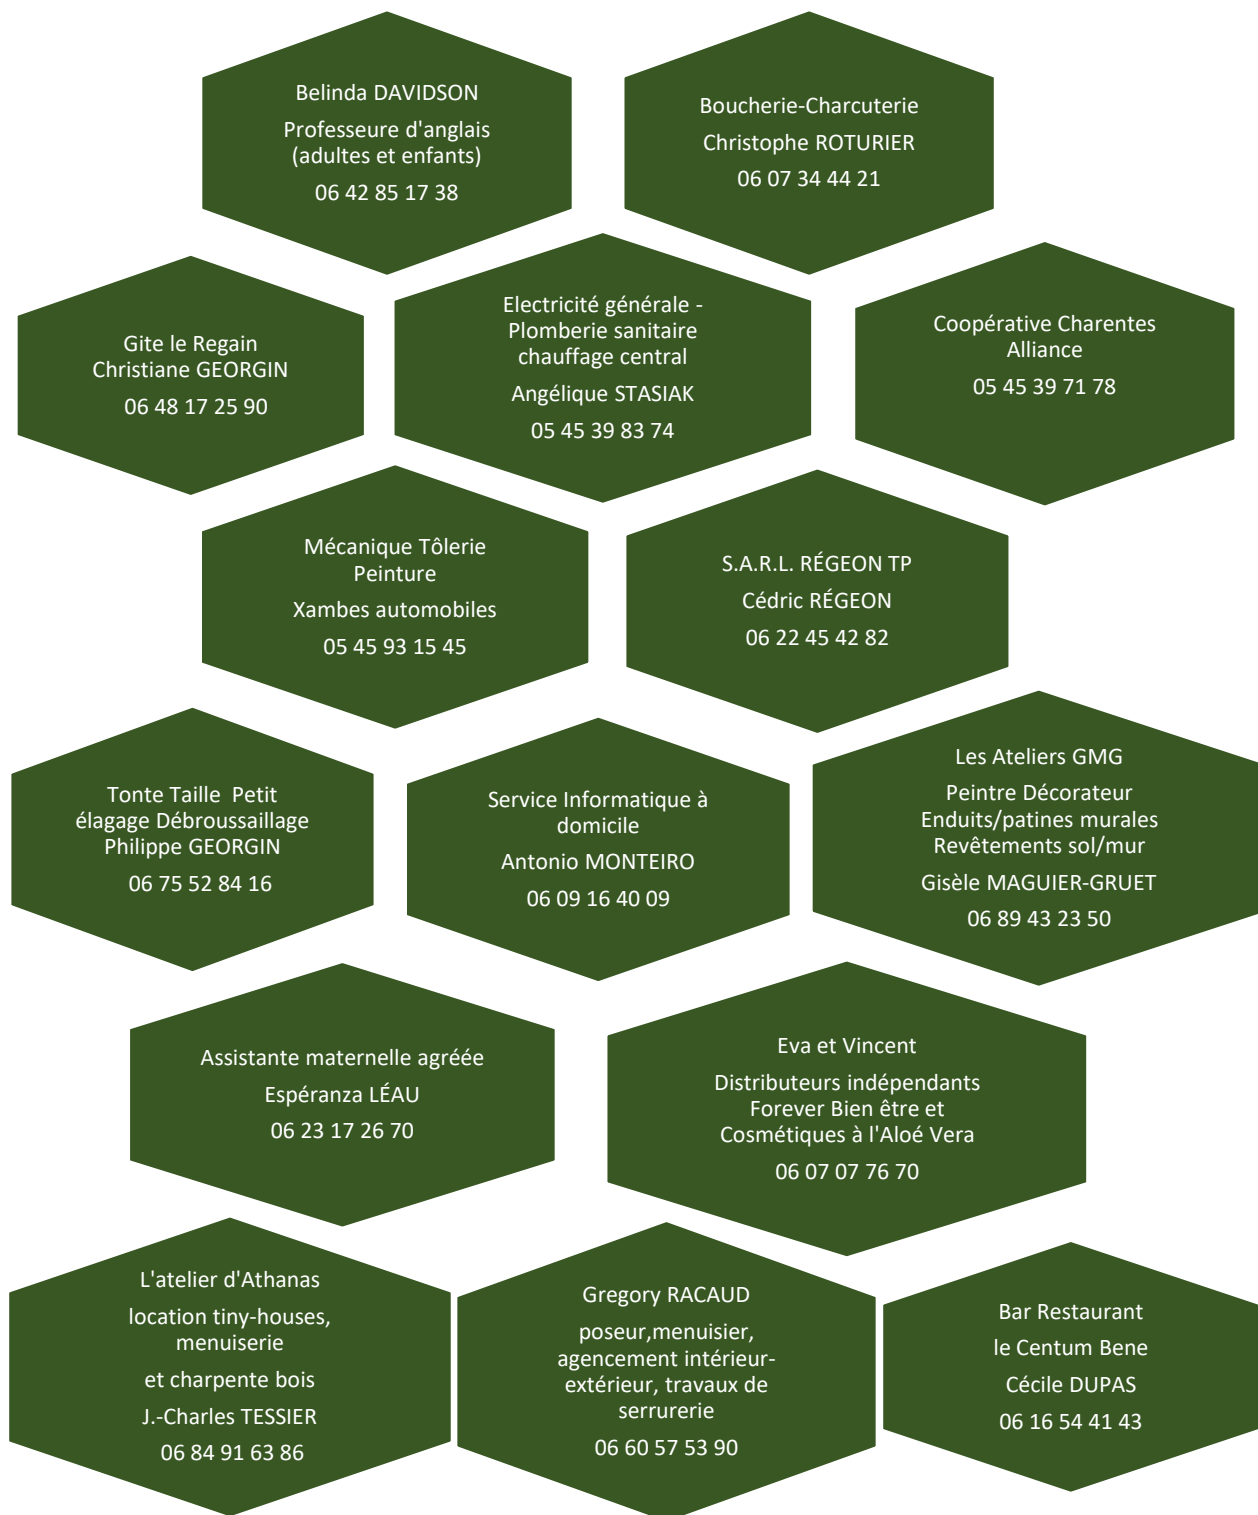 Belinda DAVIDSON
Professeure d'anglais
(adultes et enfants)
06 42 85 17 38
Boucherie-Charcuterie
Christophe ROTURIER
06 07 34 44 21
Gite le Regain
Christiane GEORGIN
06 48 17 25 90
Electricité générale -
Plomberie sanitaire
chauffage central
Angélique STASIAK
05 45 39 83 74
Coopérative Charentes
Alliance
05 45 39 71 78
Mécanique Tôlerie
Peinture
Xambes automobiles
05 45 93 15 45
S.A.R.L. RÉGEON TP
Cédric RÉGEON
06 22 45 42 82
Tonte Taille  Petit
élagage Débroussaillage
Philippe GEORGIN
06 75 52 84 16
Service Informatique à
domicile
Antonio MONTEIRO
06 09 16 40 09
Les Ateliers GMG
Peintre Décorateur
Enduits/patines murales
Revêtements sol/mur
Gisèle MAGUIER-GRUET
06 89 43 23 50
Assistante maternelle agréée
Espéranza LÉAU
06 23 17 26 70
Eva et Vincent
Distributeurs indépendants
Forever Bien être et
Cosmétiques à l'Aloé Vera
06 07 07 76 70
L'atelier d'Athanas
location tiny-houses,
menuiserie
et charpente bois
J.-Charles TESSIER
06 84 91 63 86
Gregory RACAUD
poseur,menuisier,
agencement intérieur-
extérieur, travaux de
serrurerie
06 60 57 53 90
Bar Restaurant
le Centum Bene
Cécile DUPAS
06 16 54 41 43